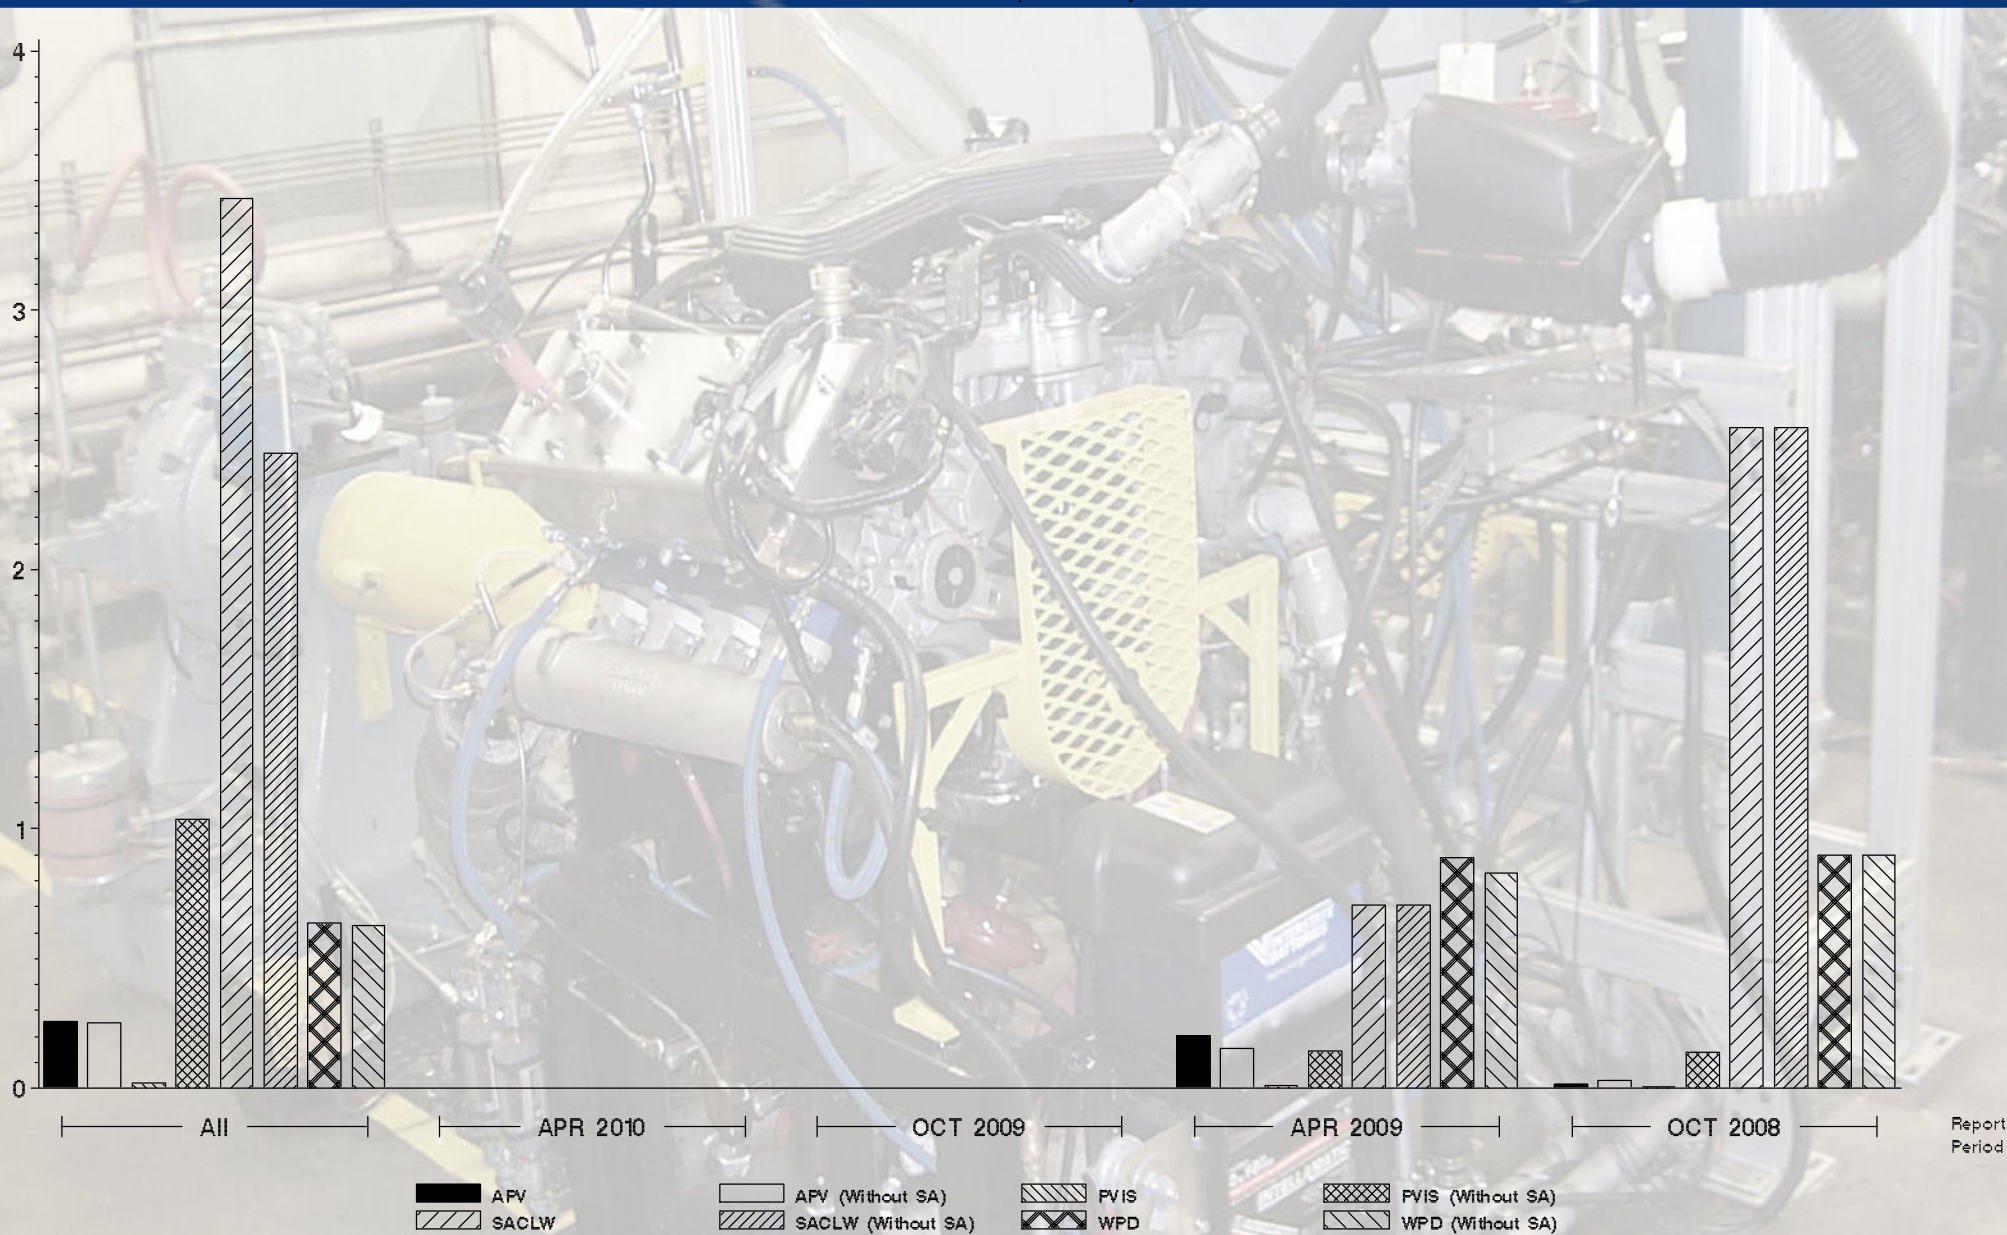 4
3
2
1
0
All
APR 2010
OCT 2009
APR 2009
OCT 2008
Report
Period
APV
APV (Without SA)
PVIS
PVIS (Without SA)
SACLW
SACLW (Without SA)
WPD
WPD (Without SA)